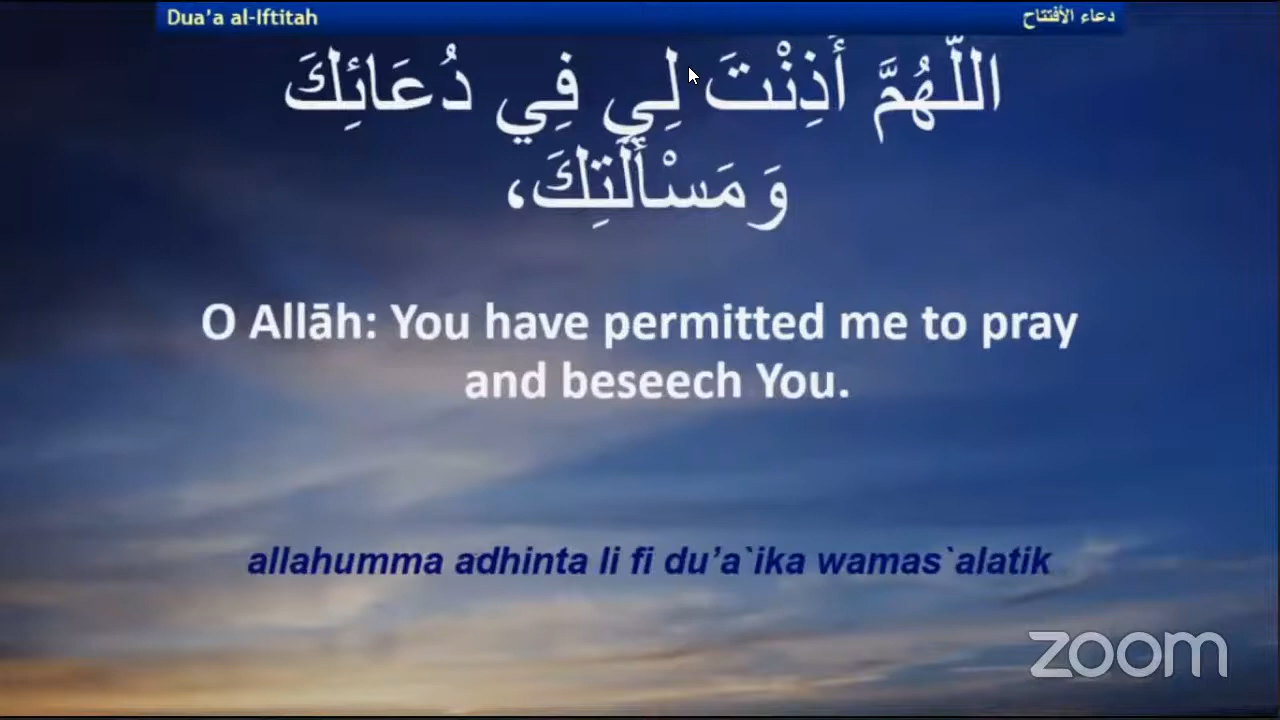 Dua’a al-Iftitah
دعاء الأفتتاح
اللّهُمَّ أَذِنْتَ لِي فِي دُعَائِكَ
وَمَسْأَلَتِكَ،
O Allāh: You have permitted me to pray
and beseech You.
allahumma adhinta li fi du’a`ika wamas`alatik
zoom